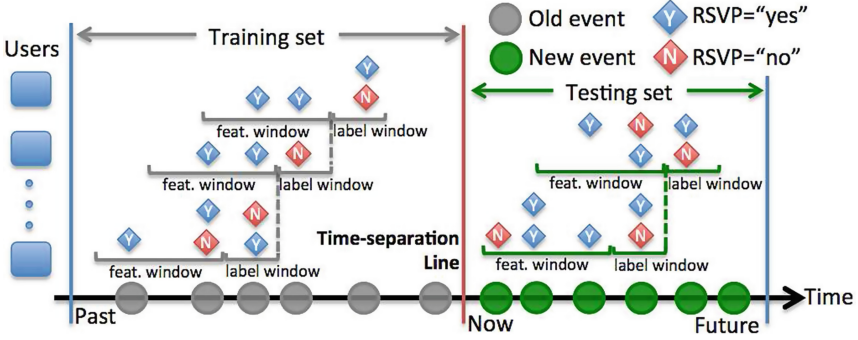 Users
Training set
Old event
RSVP="yes"
New event
RSVP="no"
Testing set
Y
Y Y N
feat. window
label window
Y Y N
feat. window
label window
Y N
Y N Y
feat. window
label window
Time-separation
Line
Y N Y
Y N
feat. window
label window
Y Y
N Y Y N
feat. window
label window
Past
Now
Future
Time
Y
N